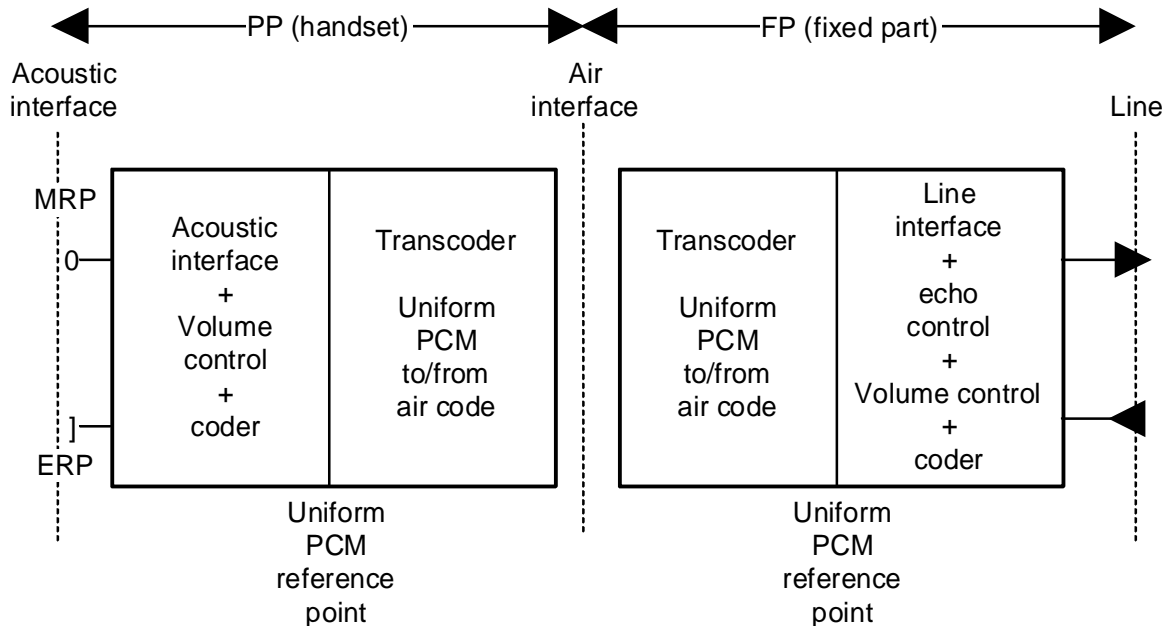 PP (handset)
FP (fixed part)
Acoustic
interface
Air
interface
Line
MRP
0
]
ERP
Acoustic
interface
+
Volume
control
+
coder
Transcoder
Uniform
PCM
to/from
air code
Transcoder
Uniform
PCM
to/from
air code
Line
interface
+
echo
control
+
Volume control
+
coder
Uniform
PCM
reference
point
Uniform
PCM
reference
point